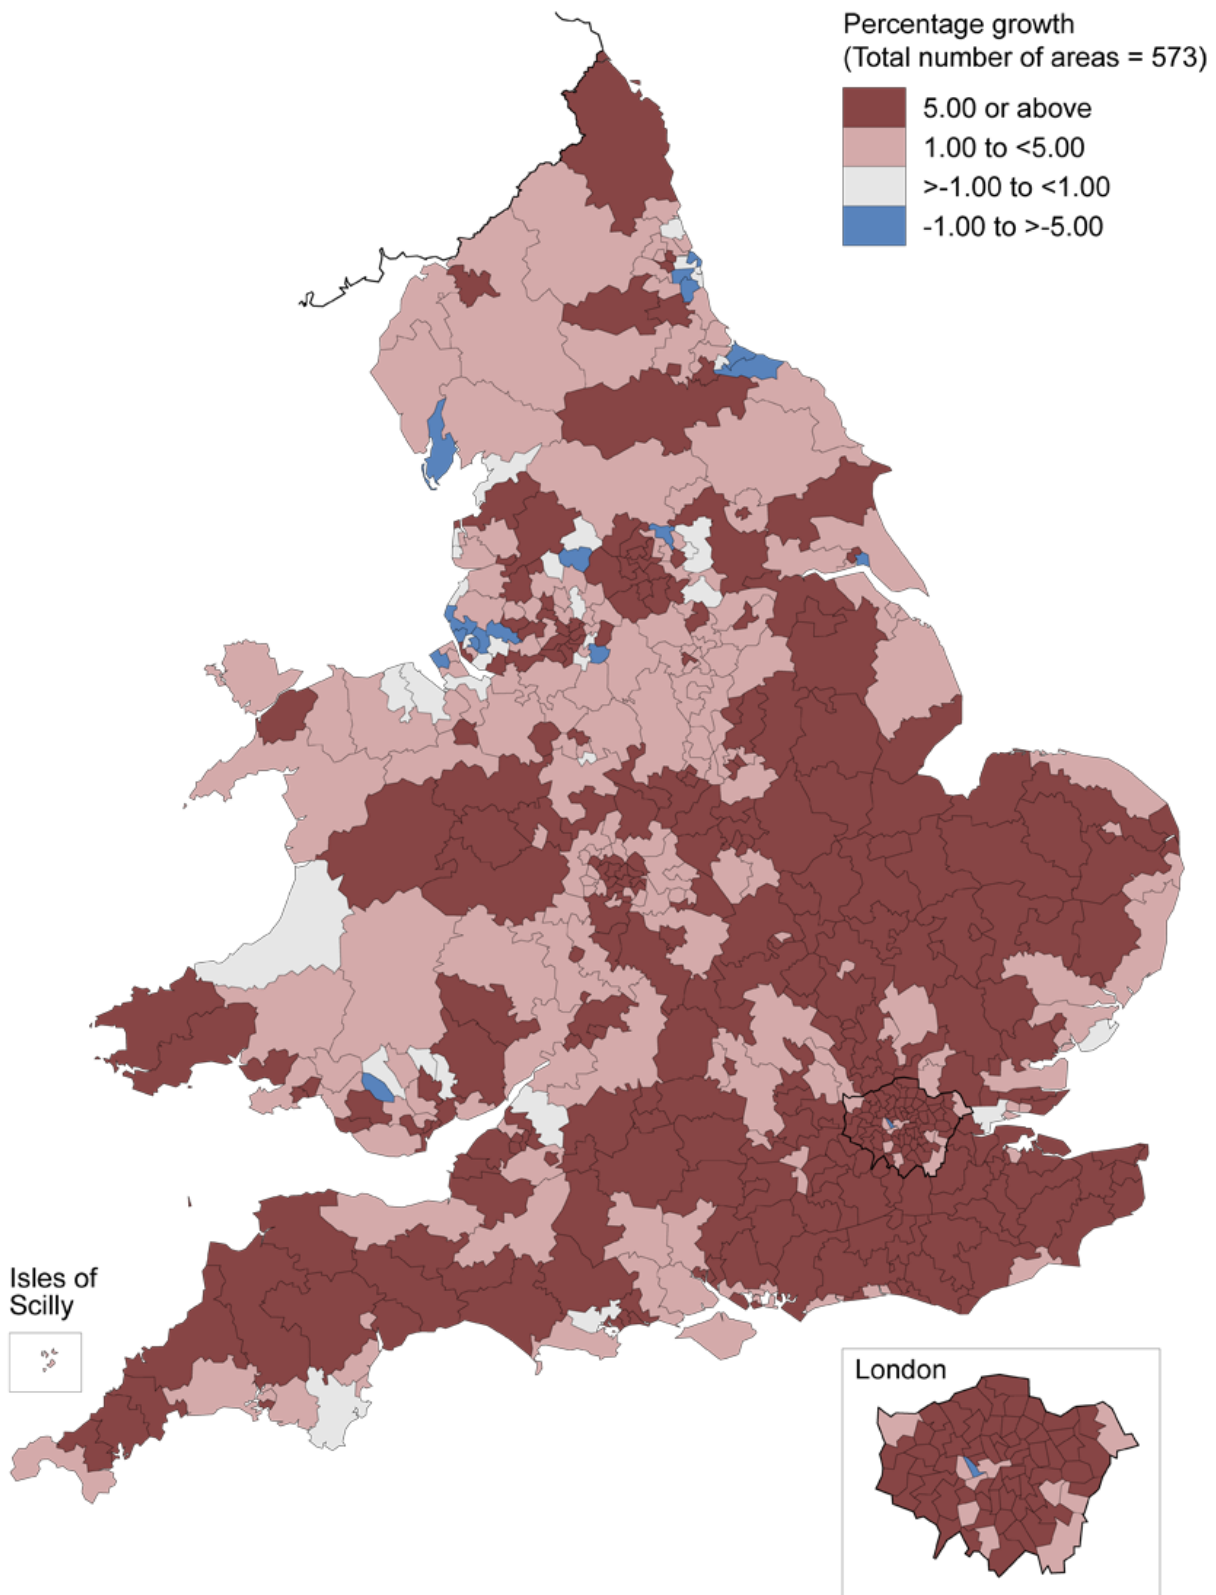 Percentage growth
(Total number of areas = 573)
5.00 or above
1.00 to <5.00
>-1.00 to <1.00
-1.00 to >-5.00
Isles of
Scilly
London